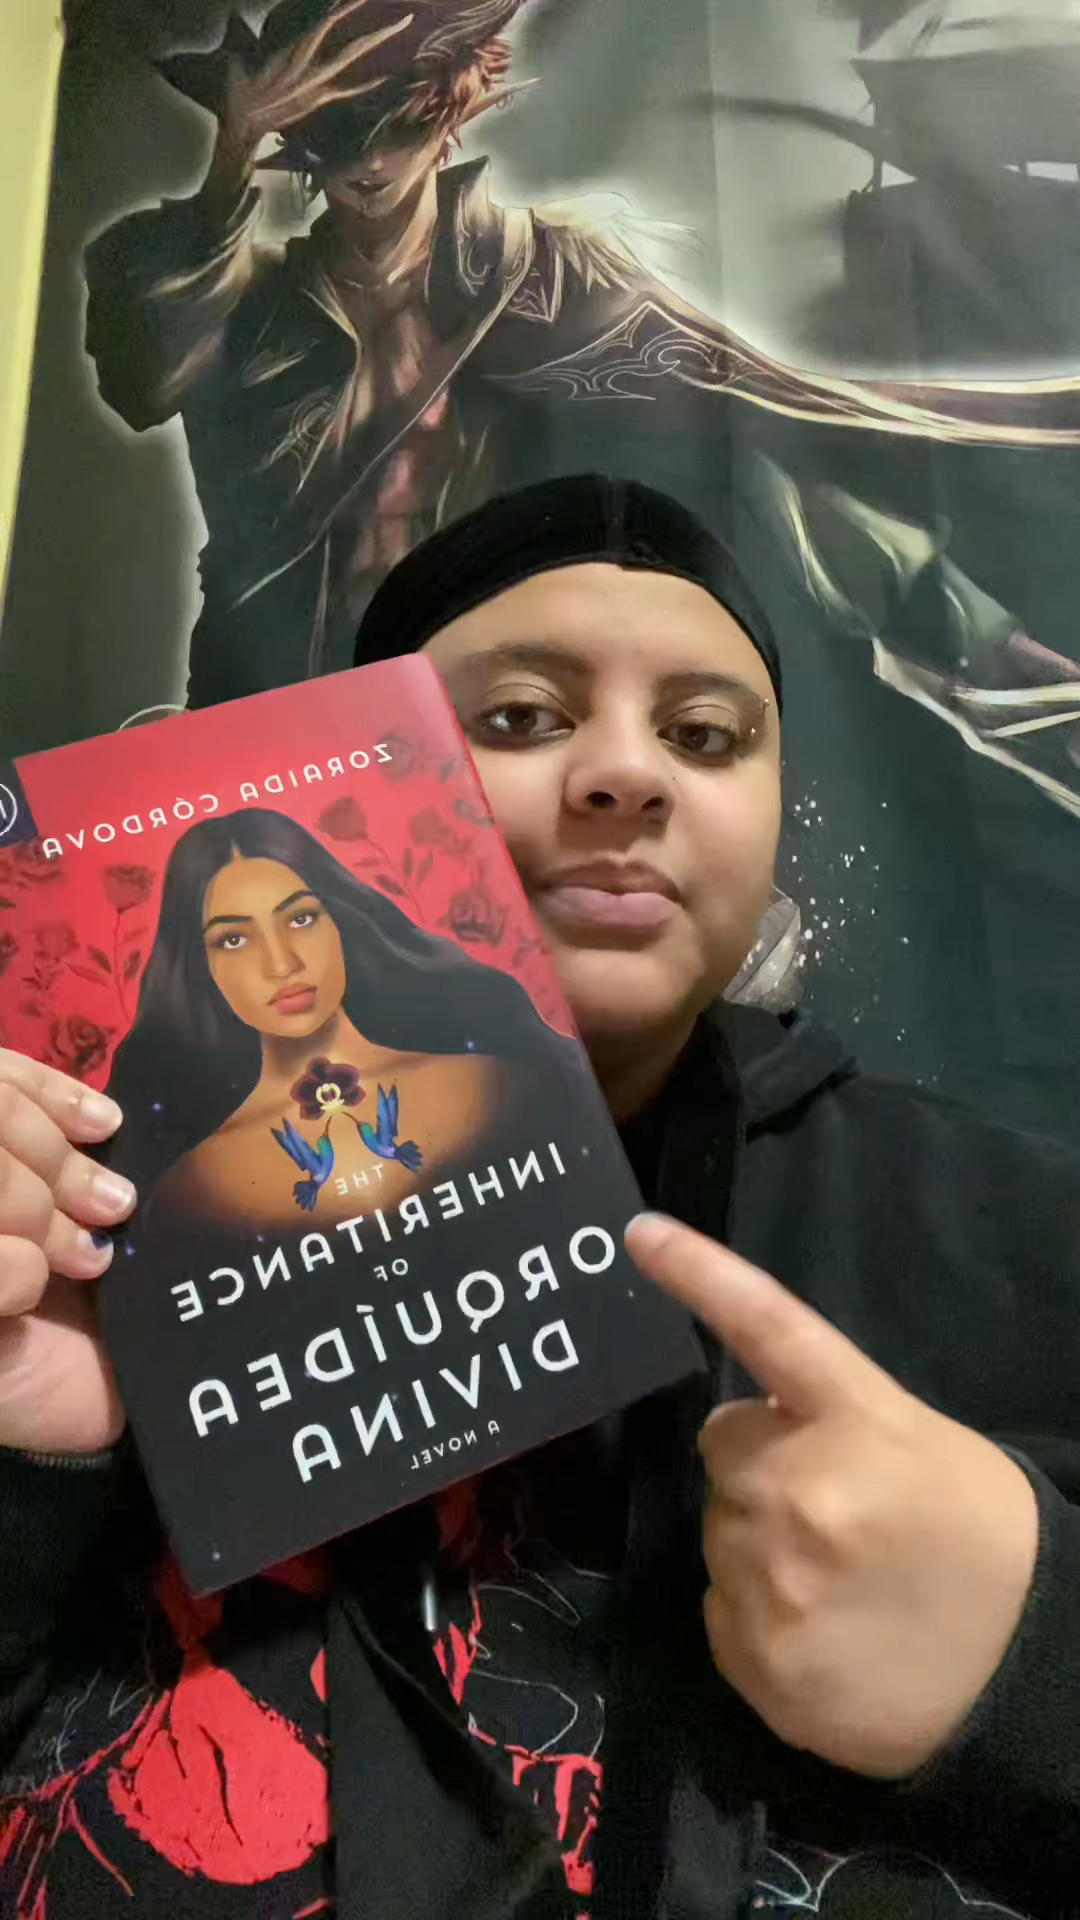 ZORAIDA CÓRDOVA
THE
INHERITANCE
OF
ORQUÍDEA
DIVINA
A NOVEL